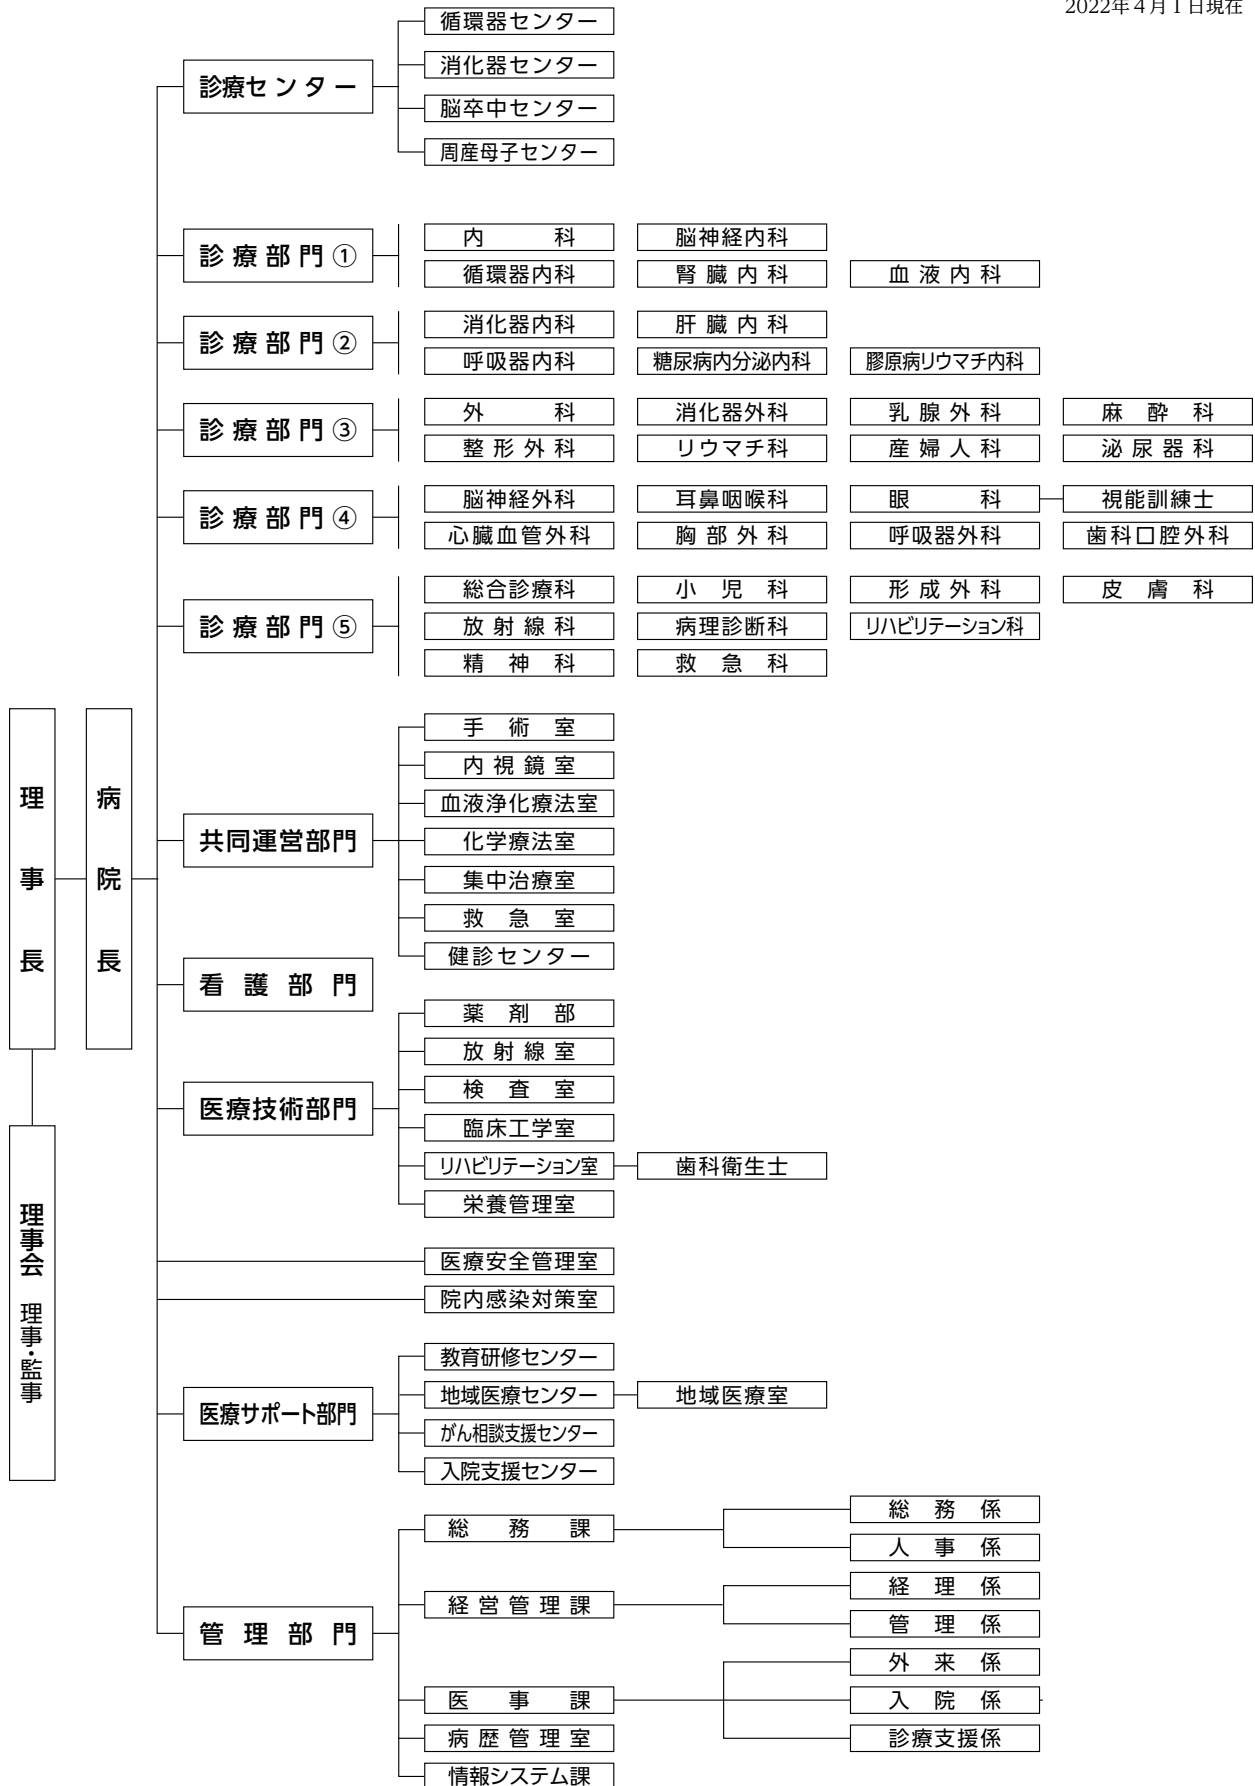 2022年４月１日現在
循環器センター
消化器センター
診療センター
脳卒中センター
周産母子センター
内科 脳神経内科
診療部門①
循環器内科 腎臓内科 血液内科
消化器内科 肝臓内科
診療部門②
呼吸器内科 糖尿病内分泌内科 膠原病リウマチ内科
外科 消化器外科 乳腺外科 麻酔科
診療部門③
整形外科 リウマチ科 産婦人科 泌尿器科
脳神経外科 耳鼻咽喉科 眼科 視能訓練士
診療部門④
心臓血管外科 胸部外科 呼吸器外科 歯科口腔外科
総合診療科 小児科 形成外科 皮膚科
診療部門⑤
放射線科 病理診断科 リハビリテーション科
精神科 救急科
理事長
病院長
手術室
内視鏡室
血液浄化療法室
共同運営部門
化学療法室
集中治療室
救急室
健診センター
看護部門
薬剤部
放射線室
検査室
医療技術部門
臨床工学室
リハビリテーション室 歯科衛生士
栄養管理室
理事会 理事・監事
医療安全管理室
院内感染対策室
教育研修センター
地域医療センター 地域医療室
医療サポート部門
がん相談支援センター
入院支援センター
総務課
総務係
人事係
経営管理課
経理係
管理係
管理部門
外来係
医事課
入院係
診療支援係
病歴管理室
情報システム課